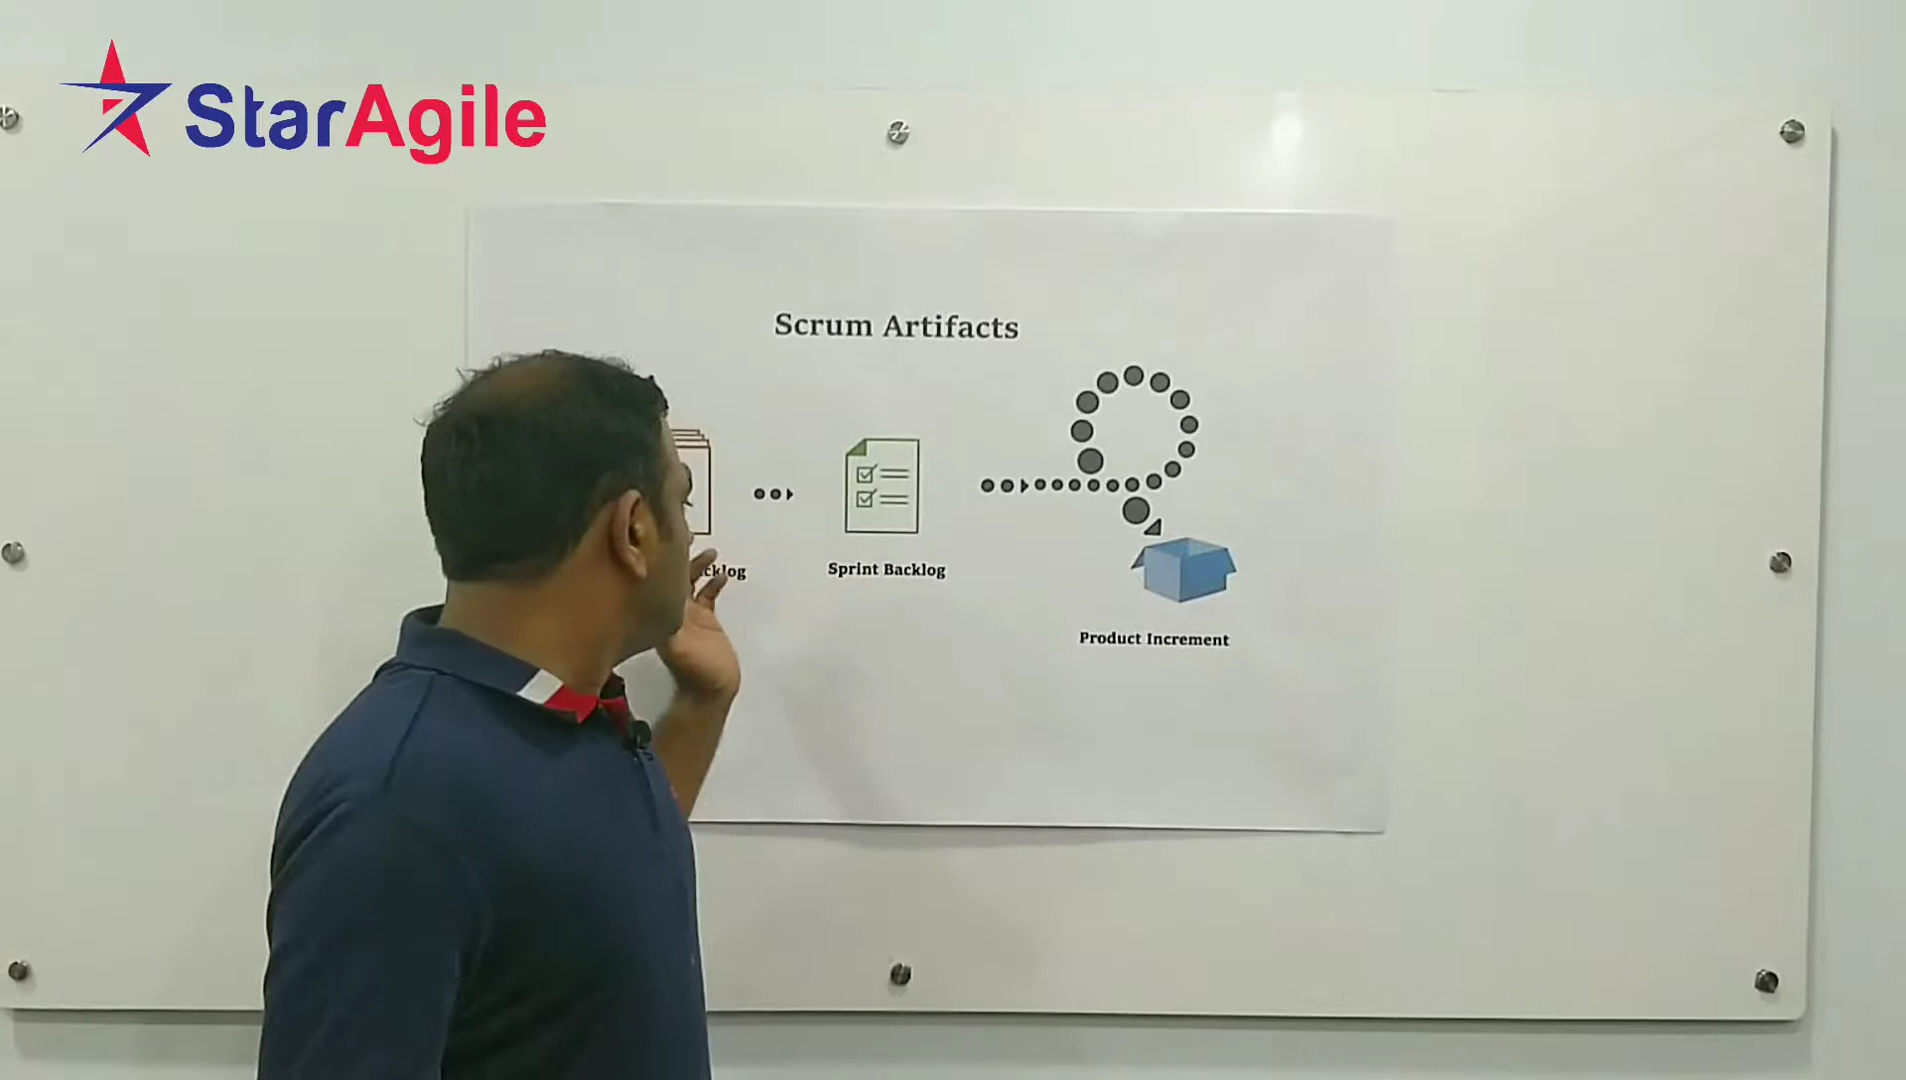 StarAgile
Scrum Artifacts
Sprint Backlog
Product Increment